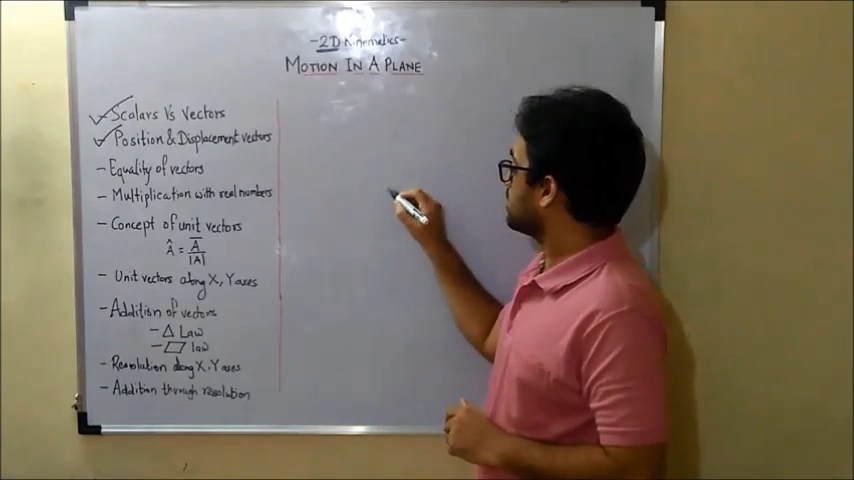 - 2D Kinematics -
MOTION IN A PLANE
- Scalars Vs Vectors
- Position & Displacement vectors
- Equality of vectors
- Multiplication with real numbers
- Concept of unit vectors
Â = A̅ / |A|
- Unit vectors along X, Y axes
- Addition of vectors
- △ Law
- ▱ law
- Resolution along X, Y axes
- Addition through resolution